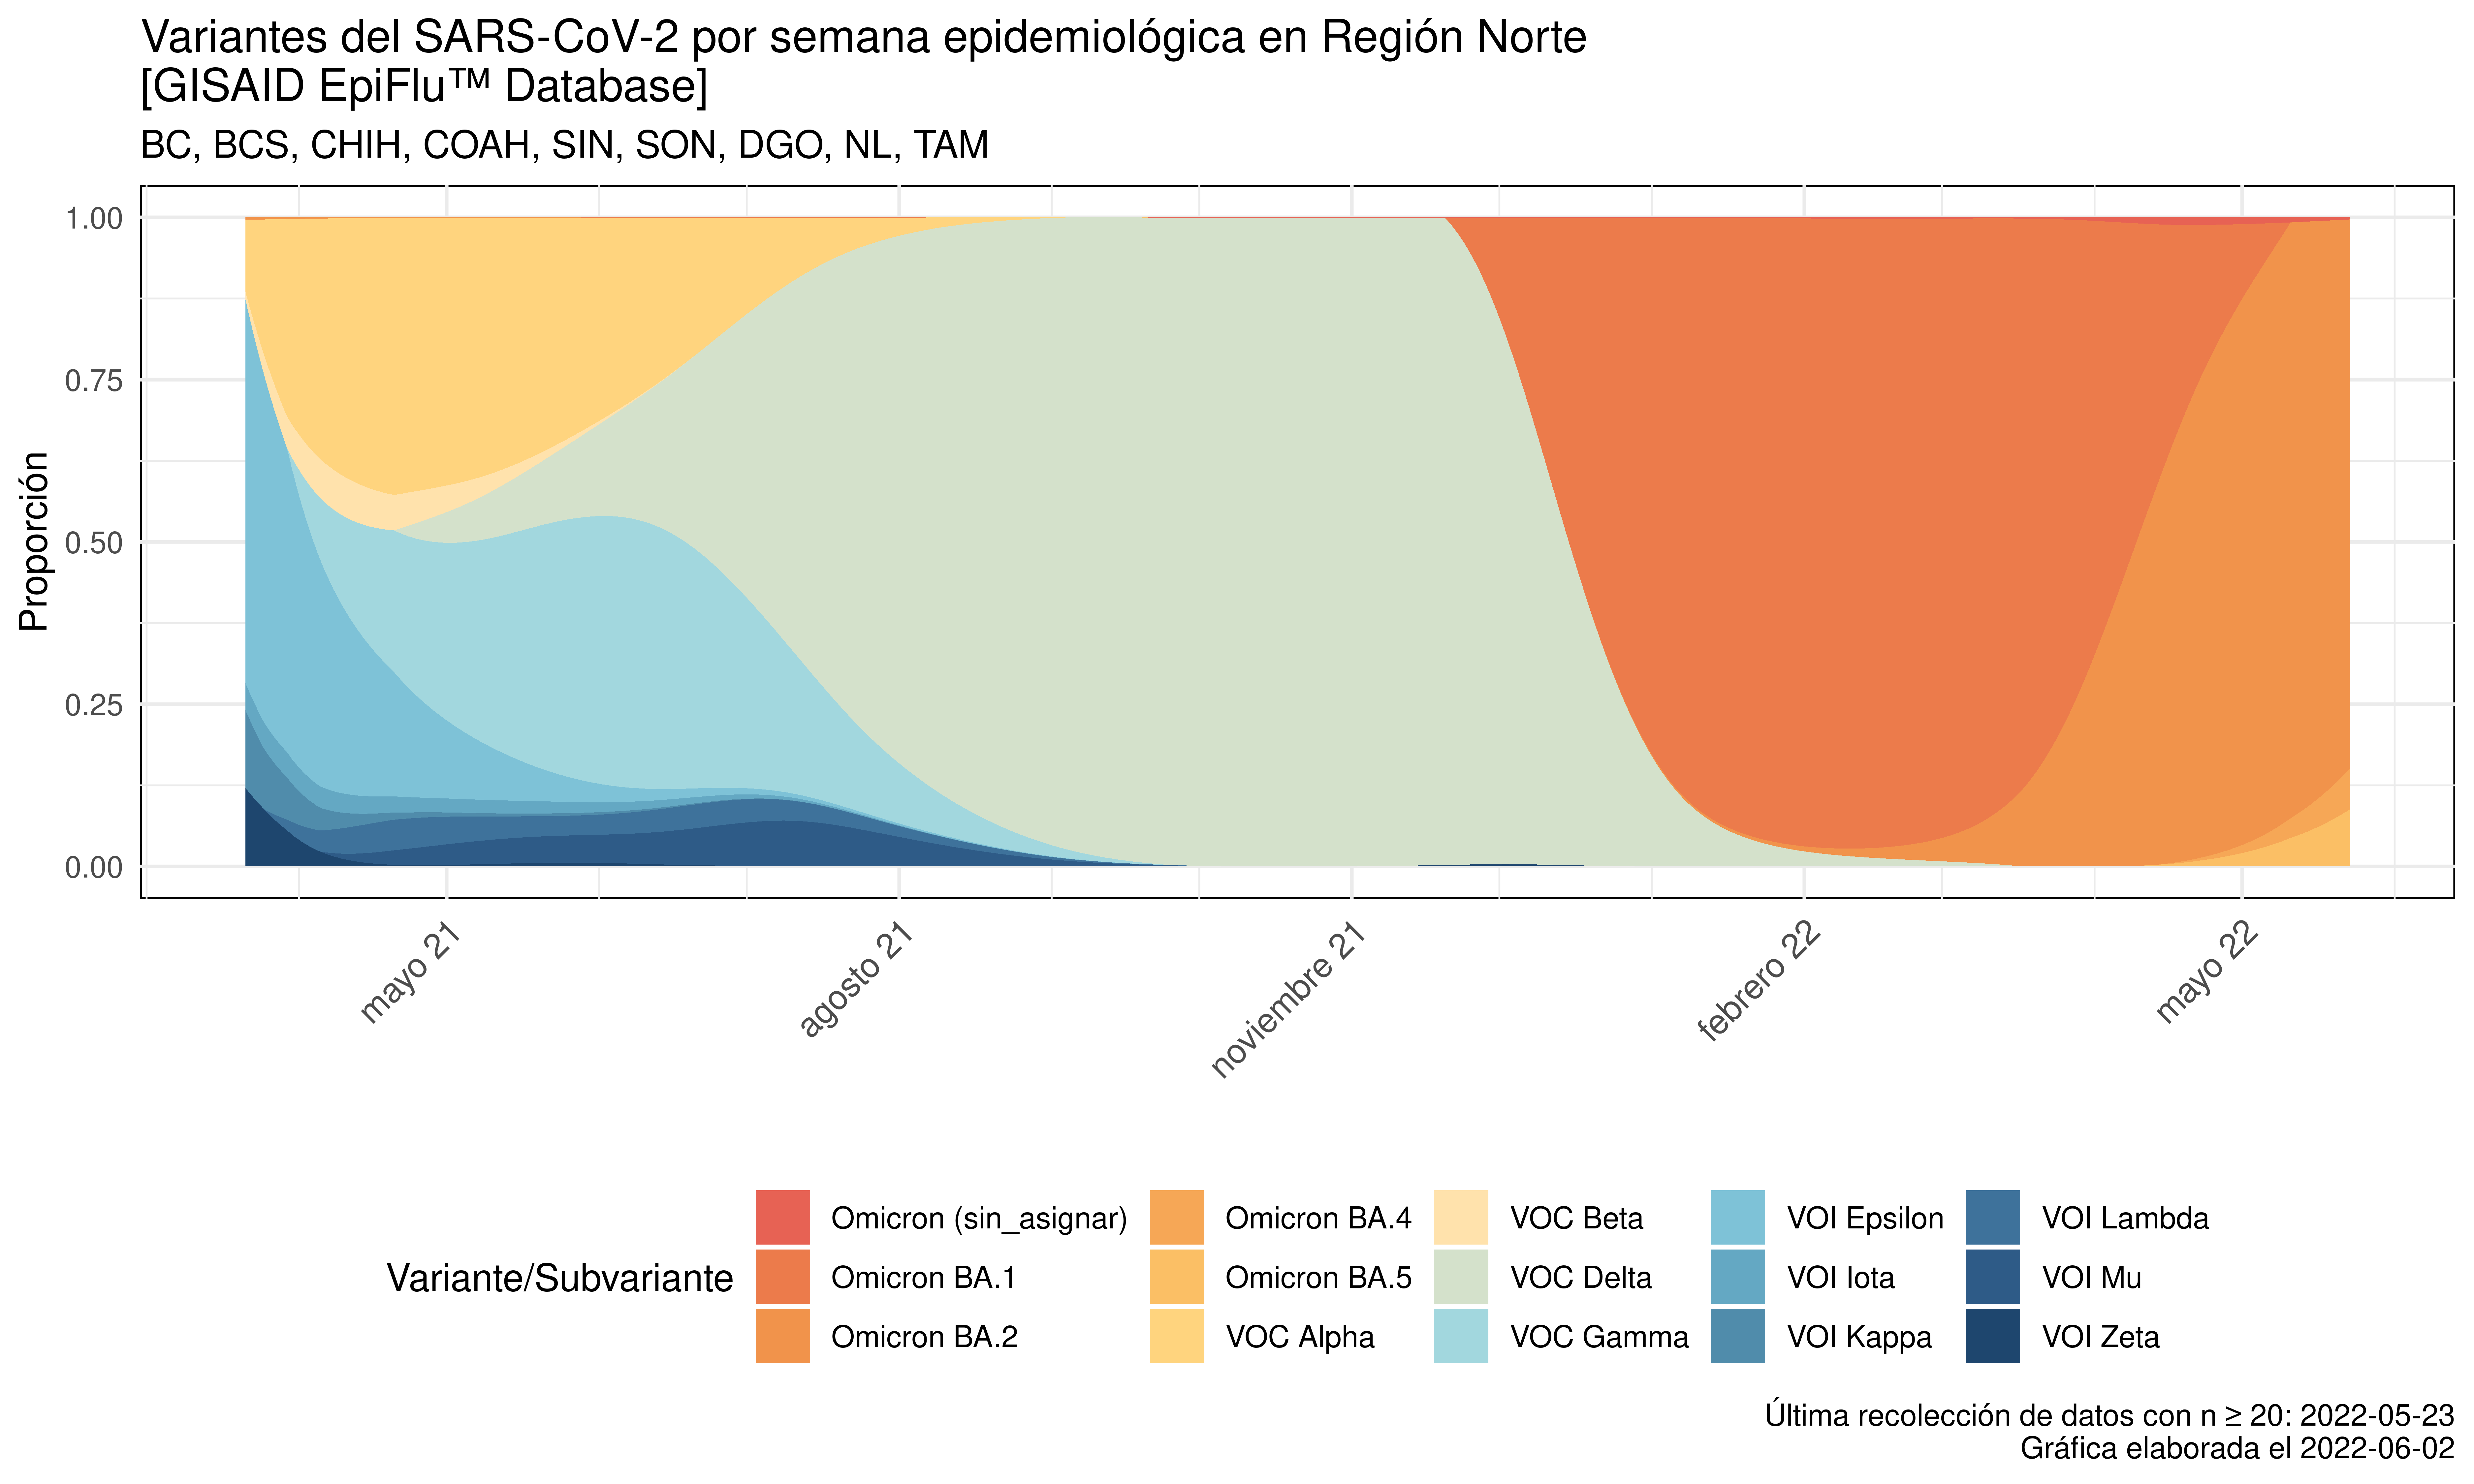 Variantes del SARS-CoV-2 por semana epidemiológica en Región Norte
[GISAID EpiFlu™ Database]
BC, BCS, CHIH, COAH, SIN, SON, DGO, NL, TAM
Proporción
1.00
0.75
0.50
0.25
0.00
mayo 21
agosto 21
noviembre 21
febrero 22
mayo 22
Variante/Subvariante
Omicron (sin_asignar)
Omicron BA.1
Omicron BA.2
Omicron BA.4
Omicron BA.5
VOC Alpha
VOC Beta
VOC Delta
VOC Gamma
VOI Epsilon
VOI Iota
VOI Kappa
VOI Lambda
VOI Mu
VOI Zeta
Última recolección de datos con n ≥ 20: 2022-05-23
Gráfica elaborada el 2022-06-02